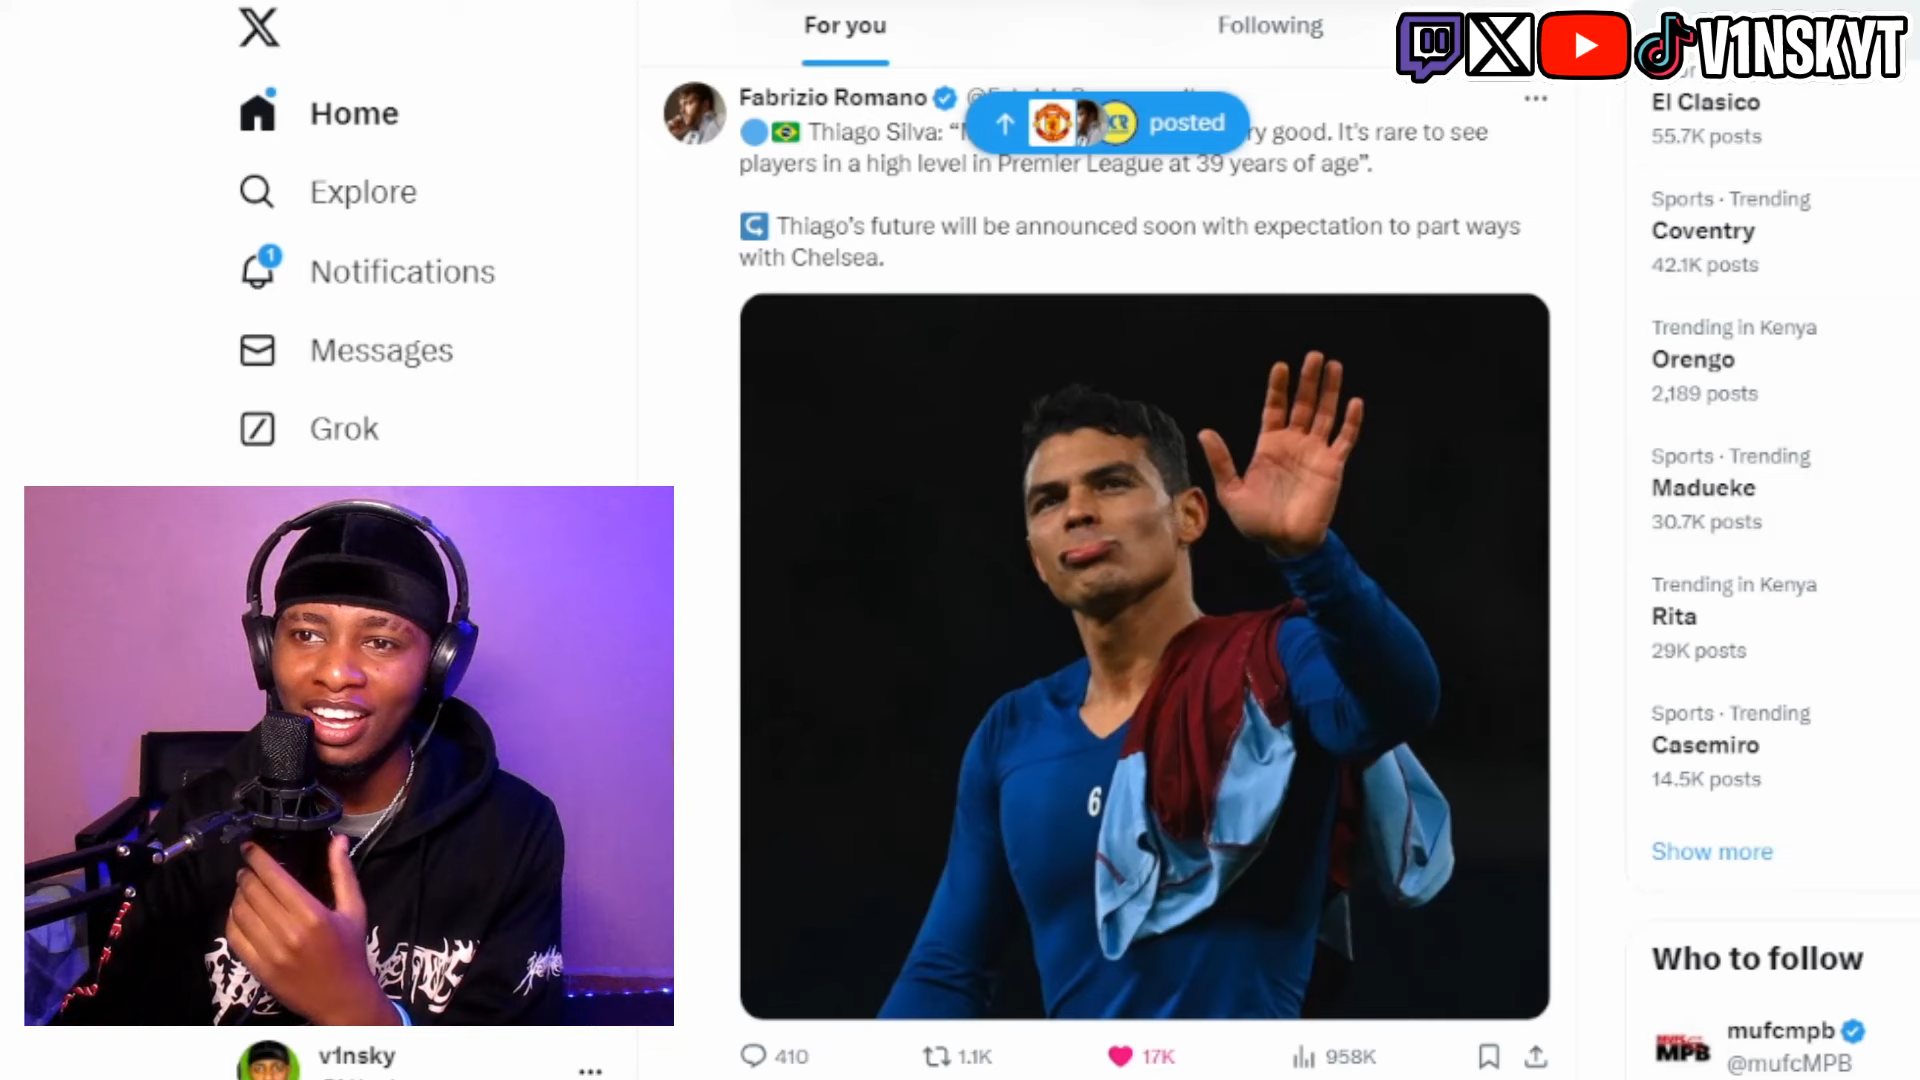 Home
Explore
1
Notifications
Messages
Grok
v1nsky
For you
Following
Fabrizio Romano
posted
Thiago Silva: “
ry good. It's rare to see
players in a high level in Premier League at 39 years of age”.
Thiago's future will be announced soon with expectation to part ways
with Chelsea.
6
410
1.1K
17K
958K
V1NSKYT
El Clasico
55.7K posts
Sports · Trending
Coventry
42.1K posts
Trending in Kenya
Orengo
2,189 posts
Sports · Trending
Madueke
30.7K posts
Trending in Kenya
Rita
29K posts
Sports · Trending
Casemiro
14.5K posts
Show more
Who to follow
MPB
mufcmpb
@mufcMPB